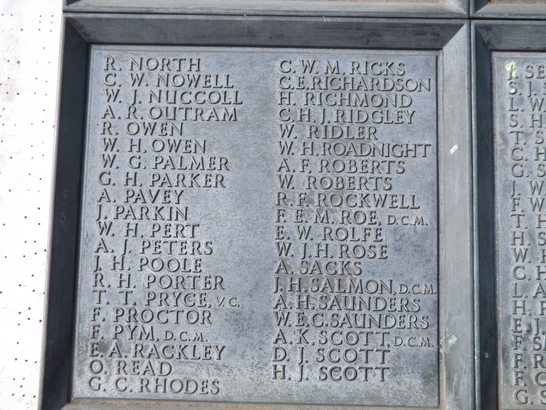 R. NORTH
C. W. NOWELL
W. J. NUCCOLL
A. R. OUTRAM
R. OWEN
W. H. OWEN
W. G. PALMER
G. H. PARKER
A. PAVEY
J. PARKIN
W. H. PERT
A. J. PETERS
J. H. POOLE
R. H. PORTER
T. T. PRYCE, V.C.
F. PROCTOR
E. PYM, D.C.M.
E. A. RACKLEY
O. READ
G. C. RHODES
C. W. M. RICKS
C. E. RICHARDSON
H. RICHMOND
C. H. J. RIDGLEY
W. RIDLER
W. H. ROADNIGHT
A. F. ROBERTS
W. ROBERTS
R. F. ROCKWELL
F. E. M. ROE, D.C.M.
E. W. ROLFE
W. J. H. ROSE
A. SACKS
J. H. SALMON, D.C.M.
A. H. SAUNDERS
W. E. G. SAUNDERS
A. K. SCOTT, D.C.M.
D. J. SCOTT
H. J. SCOTT